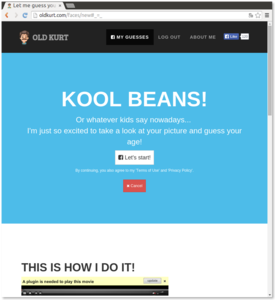 Let me guess you
oldkurt.com/faces/new#_=_
OLD KURT
MY GUESSES
LOG OUT
ABOUT ME
Like
KOOL BEANS!
Or whatever kids say nowadays...
I'm just so excited to take a look at your picture and guess your
age!
Let's start!
By continuing, you also agree to my "Terms of Use" and "Privacy Policy".
Cancel
THIS IS HOW I DO IT!
A plugin is needed to play this movie